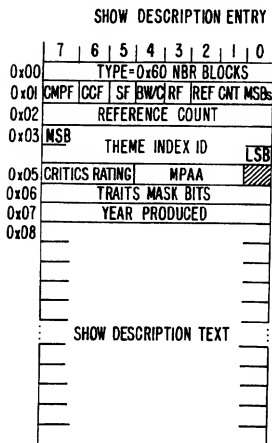 SHOW DESCRIPTION ENTRY
7 6 5 4 3 2 1 0
0x00 TYPE=0x60 NBR BLOCKS
0x01 CMPF CCF SF BW/C RF REF CNT MSBs
0x02 REFERENCE COUNT
0x03 MSB
THEME INDEX ID
LSB
0x05 CRITICS RATING MPAA
0x06 TRAITS MASK BITS
0x07 YEAR PRODUCED
0x08
SHOW DESCRIPTION TEXT